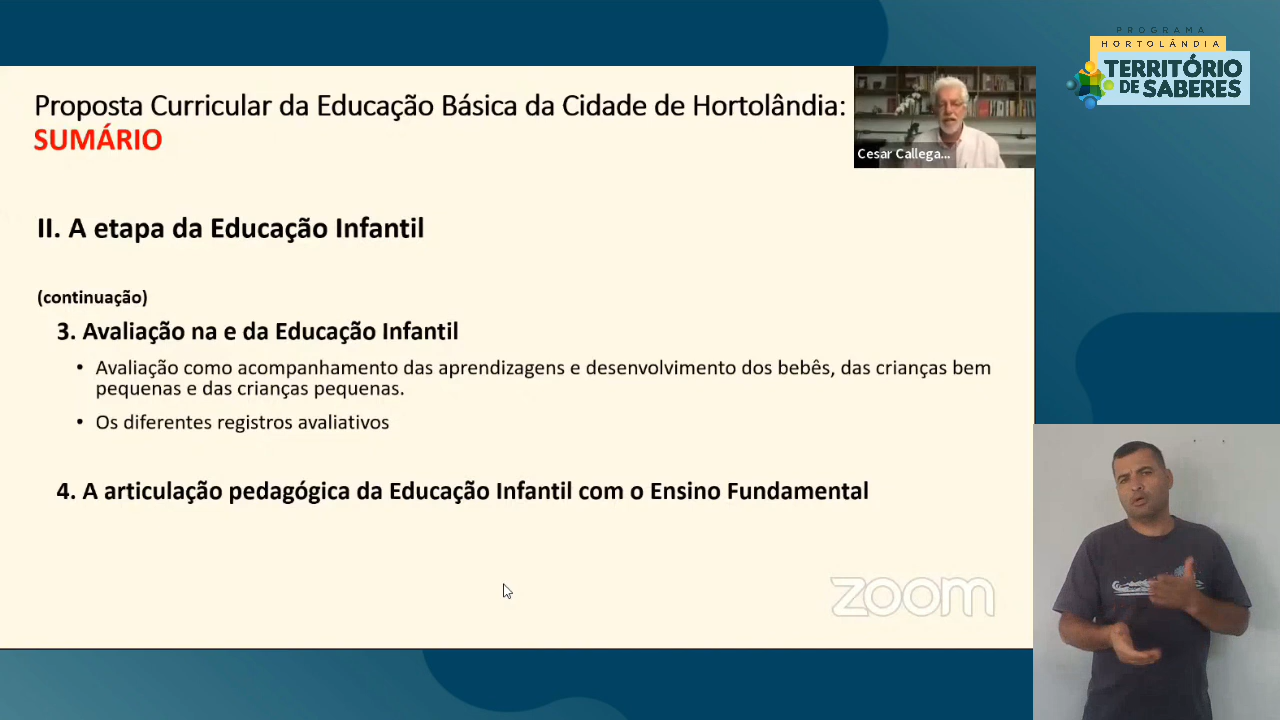 PROGRAMA
HORTOLÂNDIA
TERRITÓRIO
DE SABERES
Proposta Curricular da Educação Básica da Cidade de Hortolândia:
SUMÁRIO
Cesar Callega...
II. A etapa da Educação Infantil
(continuação)
3. Avaliação na e da Educação Infantil
• Avaliação como acompanhamento das aprendizagens e desenvolvimento dos bebês, das crianças bem
pequenas e das crianças pequenas.
• Os diferentes registros avaliativos
4. A articulação pedagógica da Educação Infantil com o Ensino Fundamental
zoom